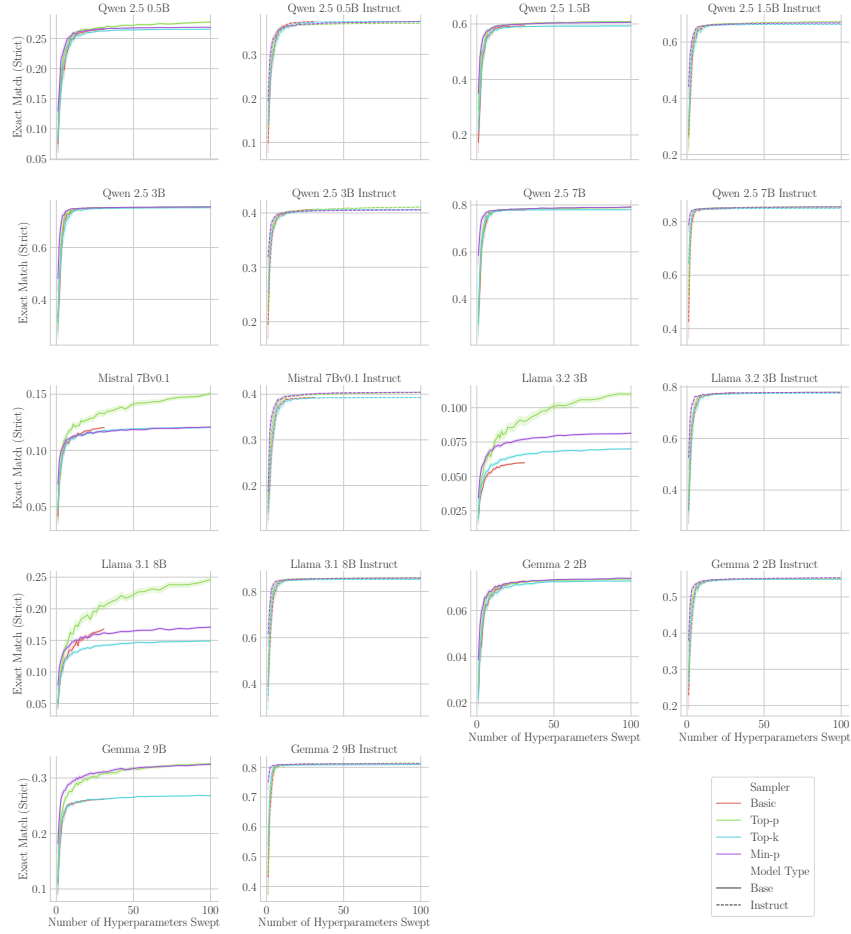 Qwen 2.5 0.5B
Qwen 2.5 0.5B Instruct
Qwen 2.5 1.5B
Qwen 2.5 1.5B Instruct
Exact Match (Strict)
0.25
0.20
0.15
0.10
0.05
0.3
0.2
0.1
0.6
0.4
0.2
0.6
0.4
0.2
Qwen 2.5 3B
Qwen 2.5 3B Instruct
Qwen 2.5 7B
Qwen 2.5 7B Instruct
Exact Match (Strict)
0.6
0.4
0.4
0.3
0.2
0.8
0.6
0.4
0.8
0.6
0.4
Mistral 7Bv0.1
Mistral 7Bv0.1 Instruct
Llama 3.2 3B
Llama 3.2 3B Instruct
Exact Match (Strict)
0.15
0.10
0.05
0.4
0.3
0.2
0.100
0.075
0.050
0.025
0.8
0.6
0.4
Llama 3.1 8B
Llama 3.1 8B Instruct
Gemma 2 2B
Gemma 2 2B Instruct
Exact Match (Strict)
0.25
0.20
0.15
0.10
0.05
0.8
0.6
0.4
0.06
0.04
0.02
0.5
0.4
0.3
0.2
0 50 100
0 50 100
Number of Hyperparameters Swept
Number of Hyperparameters Swept
Gemma 2 9B
Gemma 2 9B Instruct
Exact Match (Strict)
0.3
0.2
0.1
0.8
0.7
0.6
0.5
0.4
0 50 100
0 50 100
Number of Hyperparameters Swept
Number of Hyperparameters Swept
Sampler
Basic
Top-p
Top-k
Min-p
Model Type
Base
Instruct